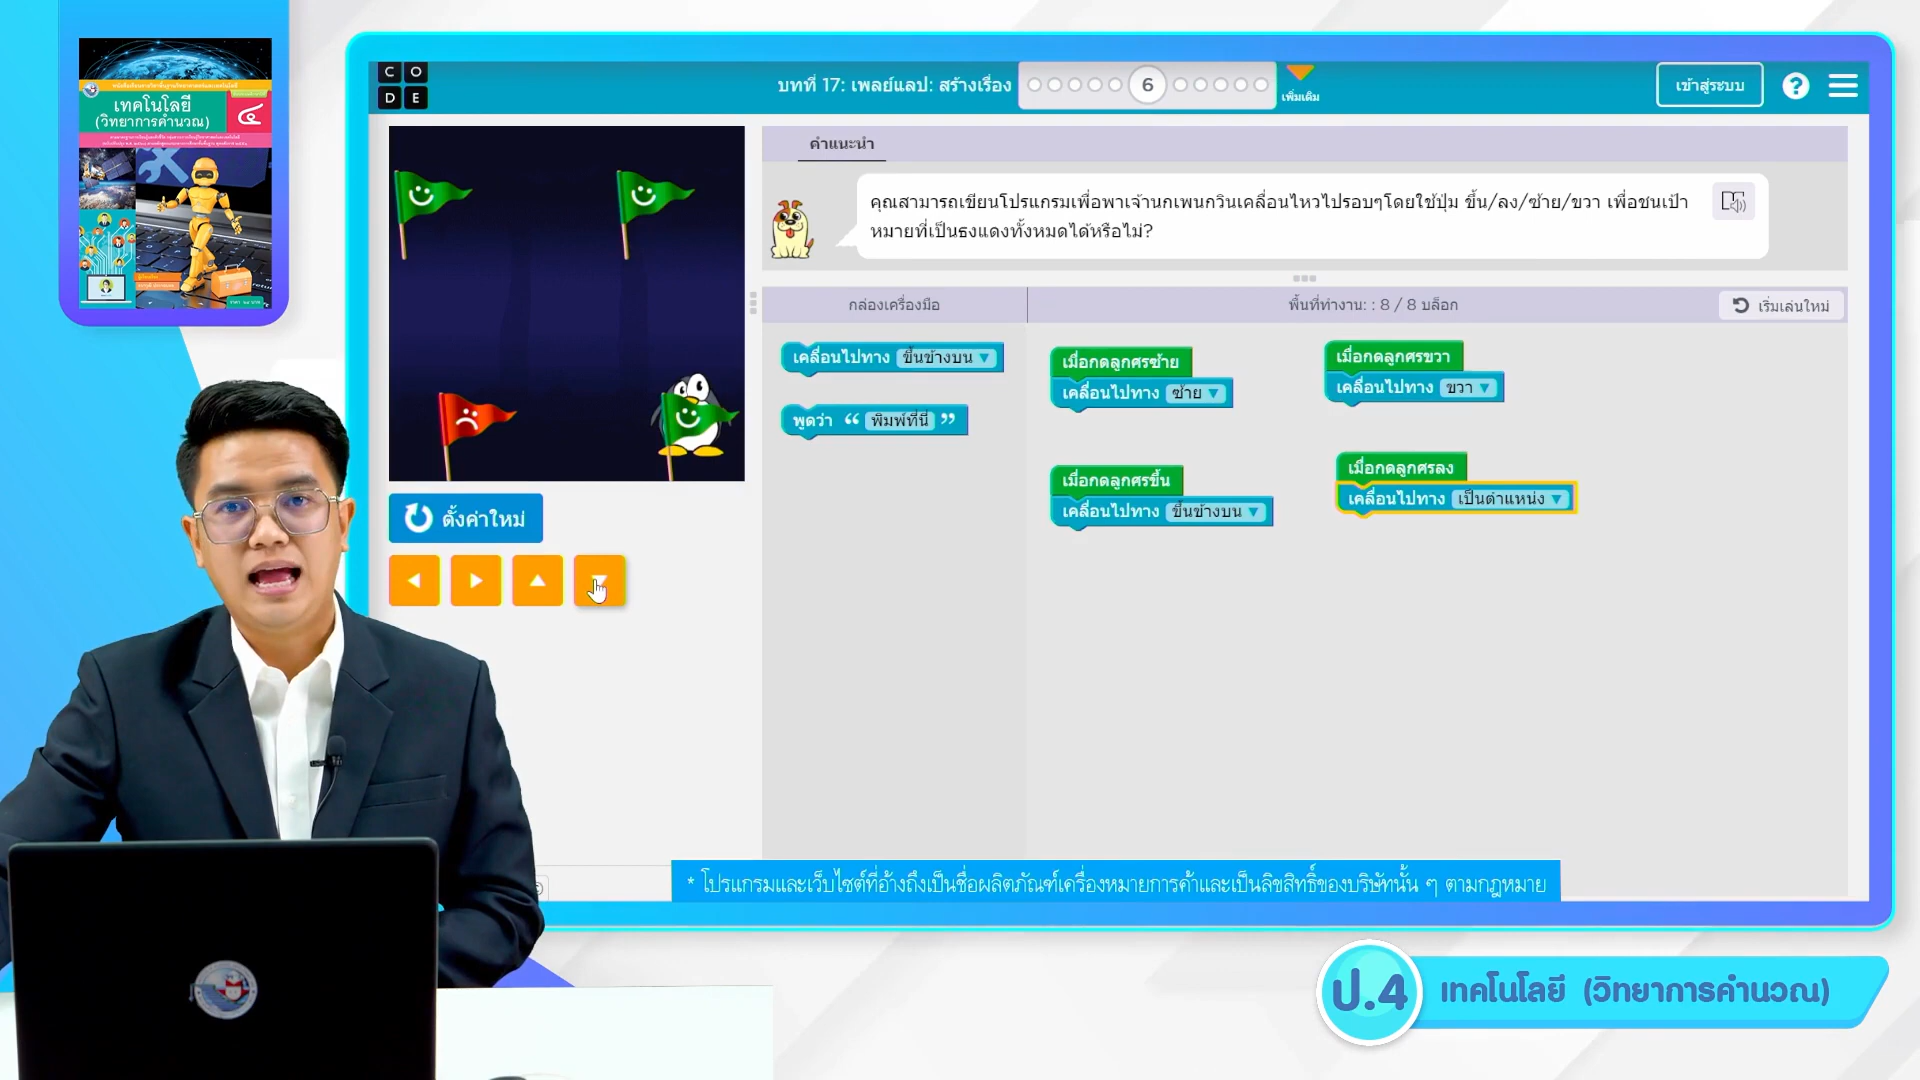 เทคโนโลยี
(วิทยาการคำนวณ)
๔
C O
D E
บทที่ 17: เพลย์แลป: สร้างเรื่อง
6
เพิ่มเติม
เข้าสู่ระบบ
?
คำแนะนำ
คุณสามารถเขียนโปรแกรมเพื่อพาเจ้านกเพนกวินเคลื่อนไหวไปรอบๆโดยใช้ปุ่ม ขึ้น/ลง/ซ้าย/ขวา เพื่อชนเป้า
หมายที่เป็นธงแดงทั้งหมดได้หรือไม่?
กล่องเครื่องมือ
พื้นที่ทำงาน: : 8 / 8 บล็อก
เริ่มเล่นใหม่
เคลื่อนไปทาง ขึ้นข้างบน
พูดว่า “ พิมพ์ที่นี่ ”
เมื่อกดลูกศรซ้าย
เคลื่อนไปทาง ซ้าย
เมื่อกดลูกศรขวา
เคลื่อนไปทาง ขวา
เมื่อกดลูกศรขึ้น
เคลื่อนไปทาง ขึ้นข้างบน
เมื่อกดลูกศรลง
เคลื่อนไปทาง เป็นตำแหน่ง
ตั้งค่าใหม่
* โปรแกรมและเว็บไซต์ที่อ้างถึงเป็นชื่อผลิตภัณฑ์เครื่องหมายการค้าและเป็นลิขสิทธิ์ของบริษัทนั้น ๆ ตามกฎหมาย
ป.4
เทคโนโลยี (วิทยาการคำนวณ)